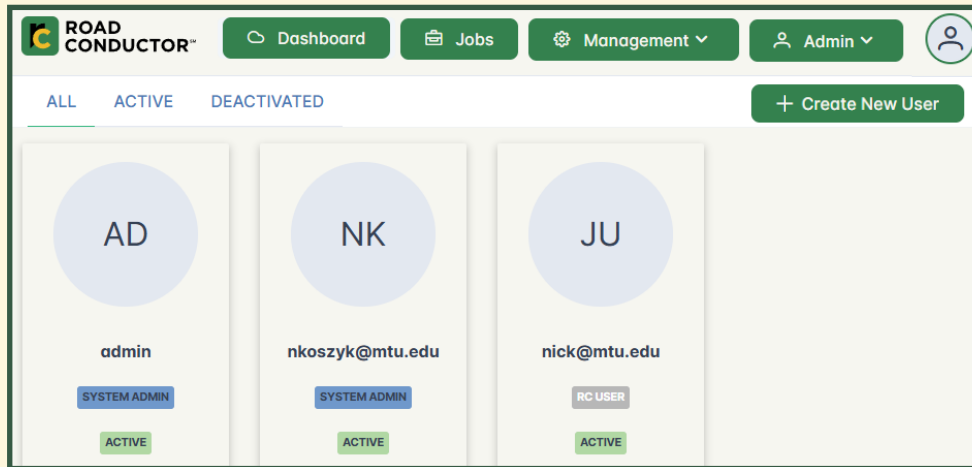 rc ROAD
CONDUCTOR℠
Dashboard
Jobs
Management
Admin
ALL ACTIVE DEACTIVATED
+ Create New User
AD
NK
JU
admin
nkoszyk@mtu.edu
nick@mtu.edu
SYSTEM ADMIN
SYSTEM ADMIN
RC USER
ACTIVE
ACTIVE
ACTIVE